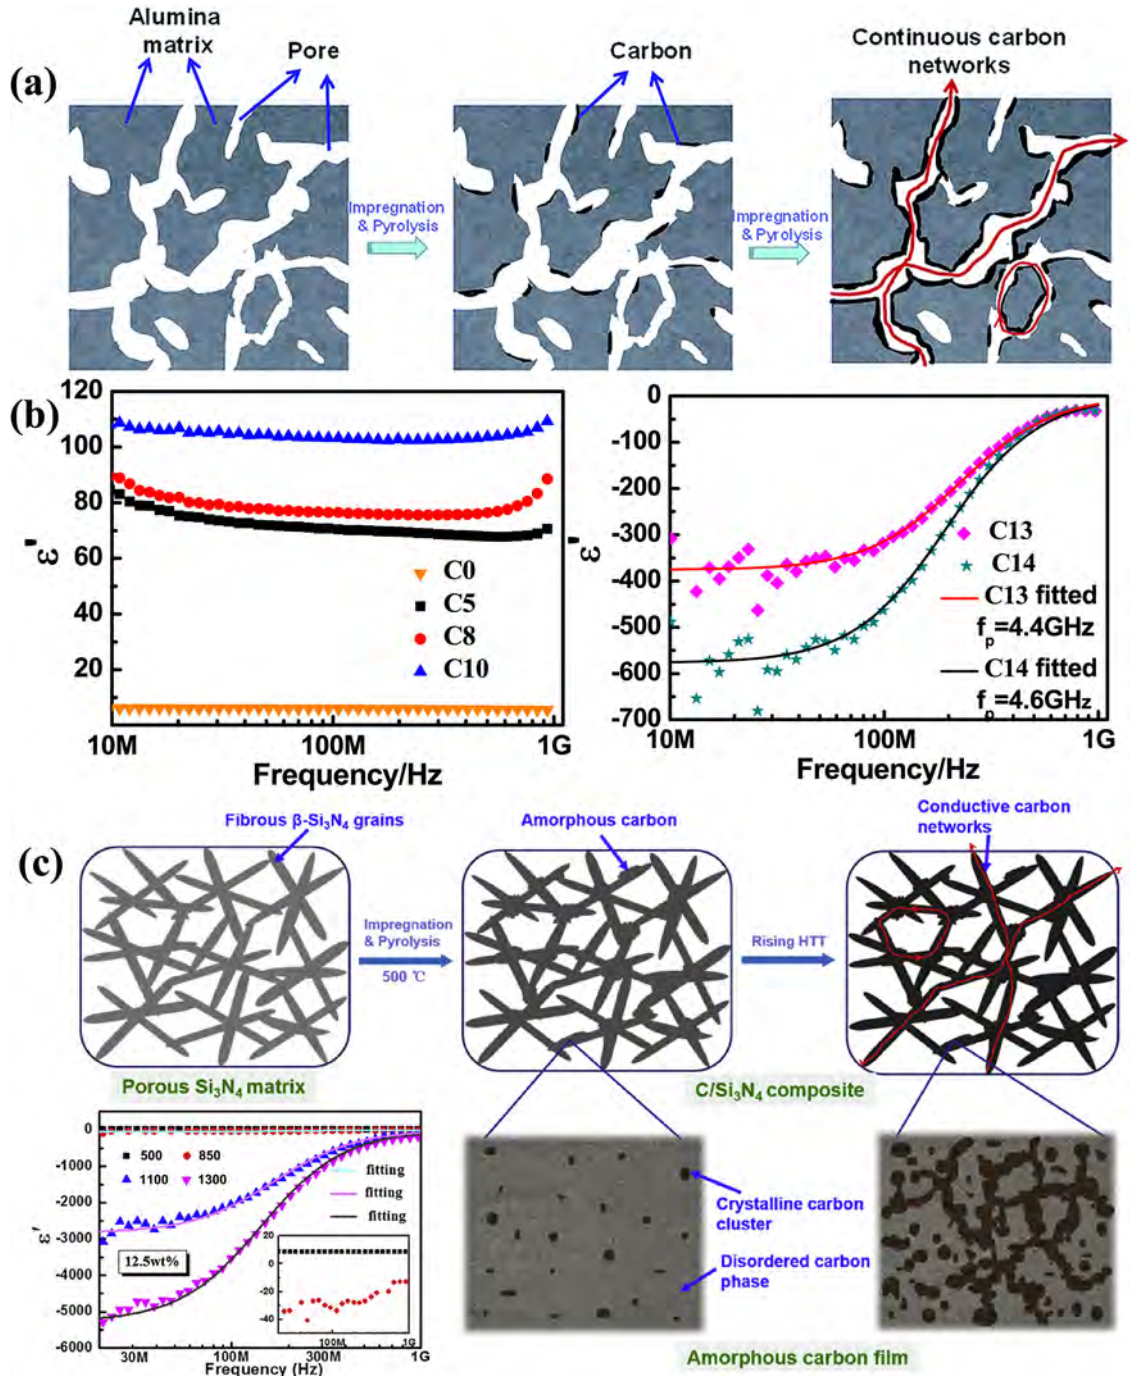 Alumina
matrix
Pore
Carbon
Continuous carbon
networks
(a)
Impregnation
& Pyrolysis
Impregnation
& Pyrolysis
(b)
120
100
80
60
40
20
ε'
C0
C5
C8
C10
10M
100M
1G
Frequency/Hz
0
-100
-200
-300
-400
-500
-600
-700
ε'
C13
C14
C13 fitted
fp=4.4GHz
C14 fitted
fp=4.6GHz
10M
100M
1G
Frequency/Hz
(c)
Fibrous β-Si3N4 grains
Amorphous carbon
Conductive carbon
networks
Impregnation
& Pyrolysis
500 ℃
Rising HTT
Porous Si3N4 matrix
C/Si3N4 composite
0
-1000
-2000
-3000
-4000
-5000
-6000
ε'
500
850
1100
1300
fitting
fitting
fitting
12.5wt%
20
0
-20
-40
100M
1G
30M
100M
300M
1G
Frequency (Hz)
Crystalline carbon
cluster
Disordered carbon
phase
Amorphous carbon film